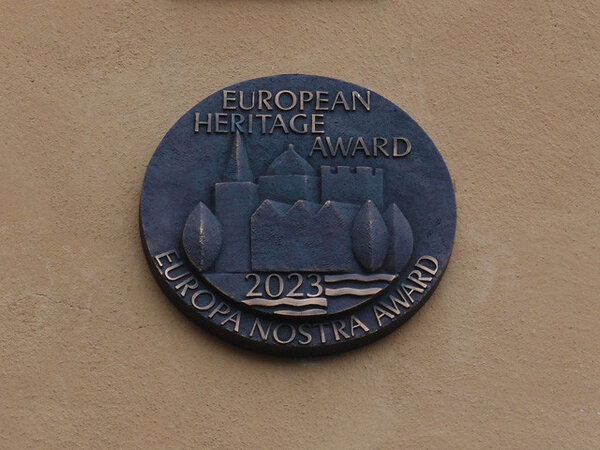 EUROPEAN
HERITAGE
AWARD
2023
EUROPA NOSTRA AWARD